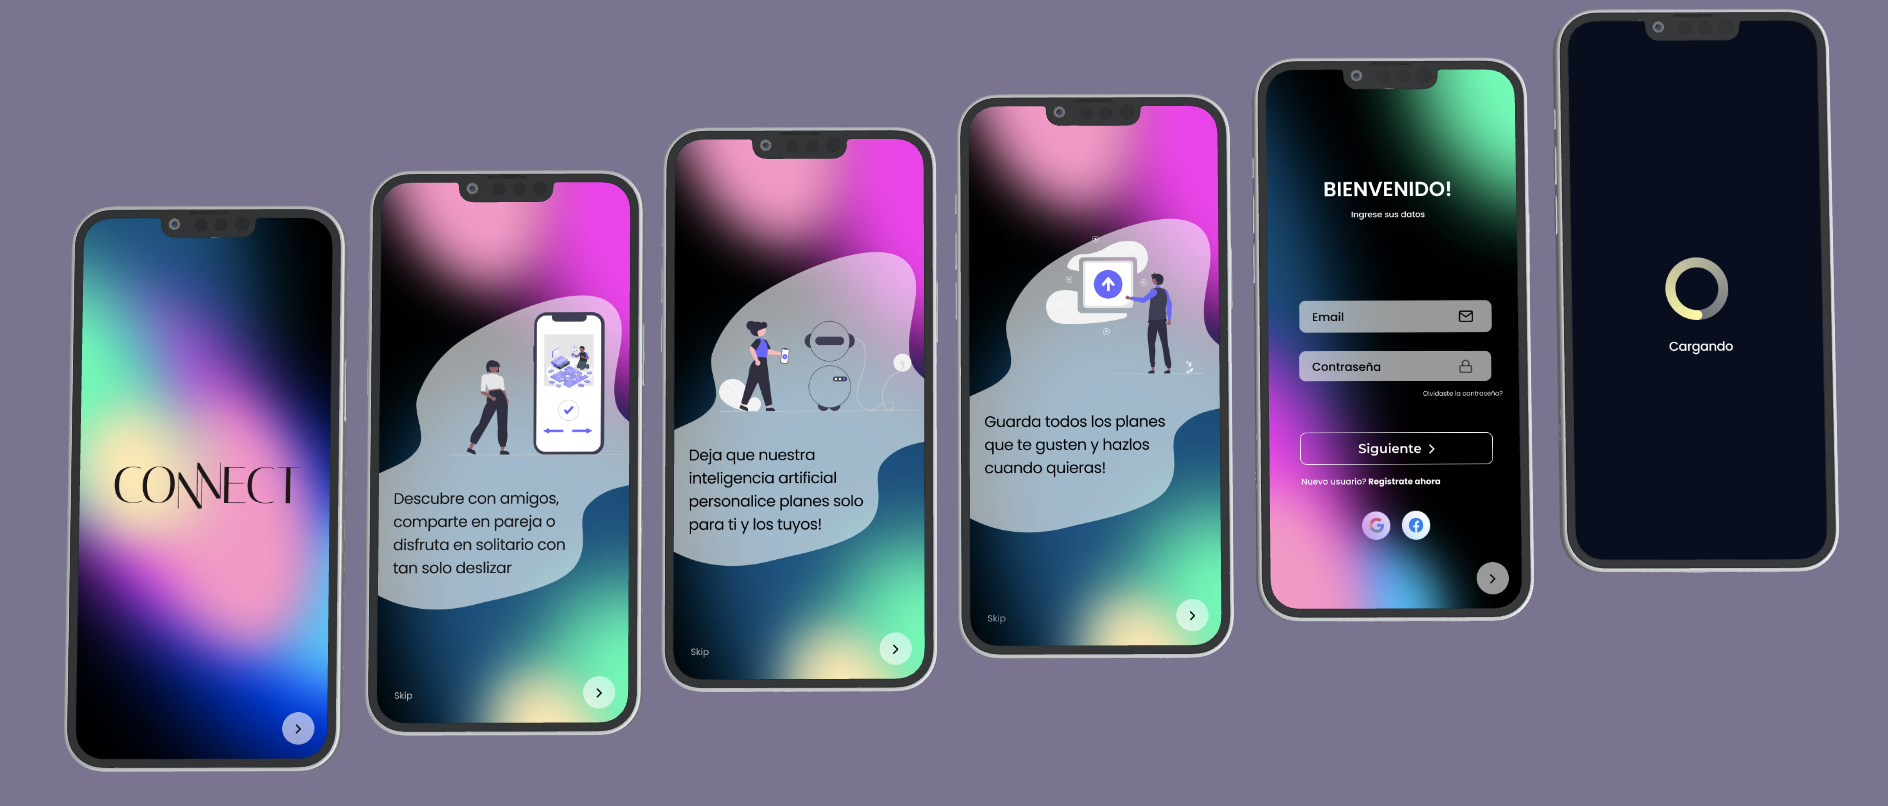 CONNECT
Descubre con amigos,
comparte en pareja o
disfruta en solitario con
tan solo deslizar
Skip
Deja que nuestra
inteligencia artificial
personalice planes solo
para ti y los tuyos!
Skip
Guarda todos los planes
que te gusten y hazlos
cuando quieras!
Skip
BIENVENIDO!
Ingrese sus datos
Email
Contraseña
Olvidaste la contraseña?
Siguiente
Nuevo usuario? Registrate ahora
Cargando